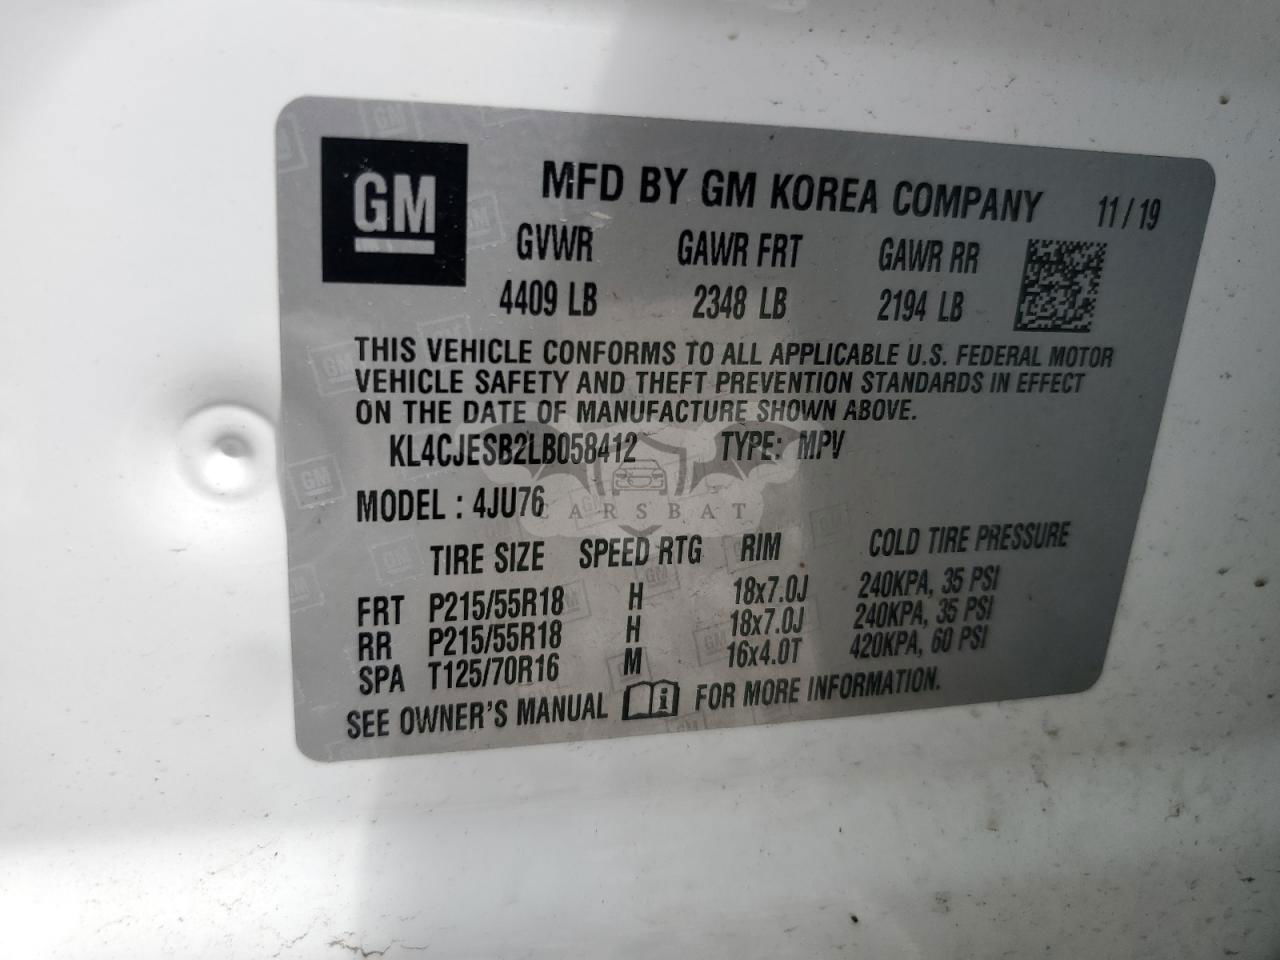 GM
MFD BY GM KOREA COMPANY 11/19
GVWR GAWR FRT GAWR RR
4409 LB 2348 LB 2194 LB
THIS VEHICLE CONFORMS TO ALL APPLICABLE U.S. FEDERAL MOTOR
VEHICLE SAFETY AND THEFT PREVENTION STANDARDS IN EFFECT
ON THE DATE OF MANUFACTURE SHOWN ABOVE.
KL4CJESB2LB058412 TYPE: MPV
MODEL : 4JU76
CARSBAT
TIRE SIZE SPEED RTG RIM COLD TIRE PRESSURE
FRT P215/55R18 H 18x7.0J 240KPA, 35 PSI
RR P215/55R18 H 18x7.0J 240KPA, 35 PSI
SPA T125/70R16 M 16x4.0T 420KPA, 60 PSI
SEE OWNER'S MANUAL i FOR MORE INFORMATION.